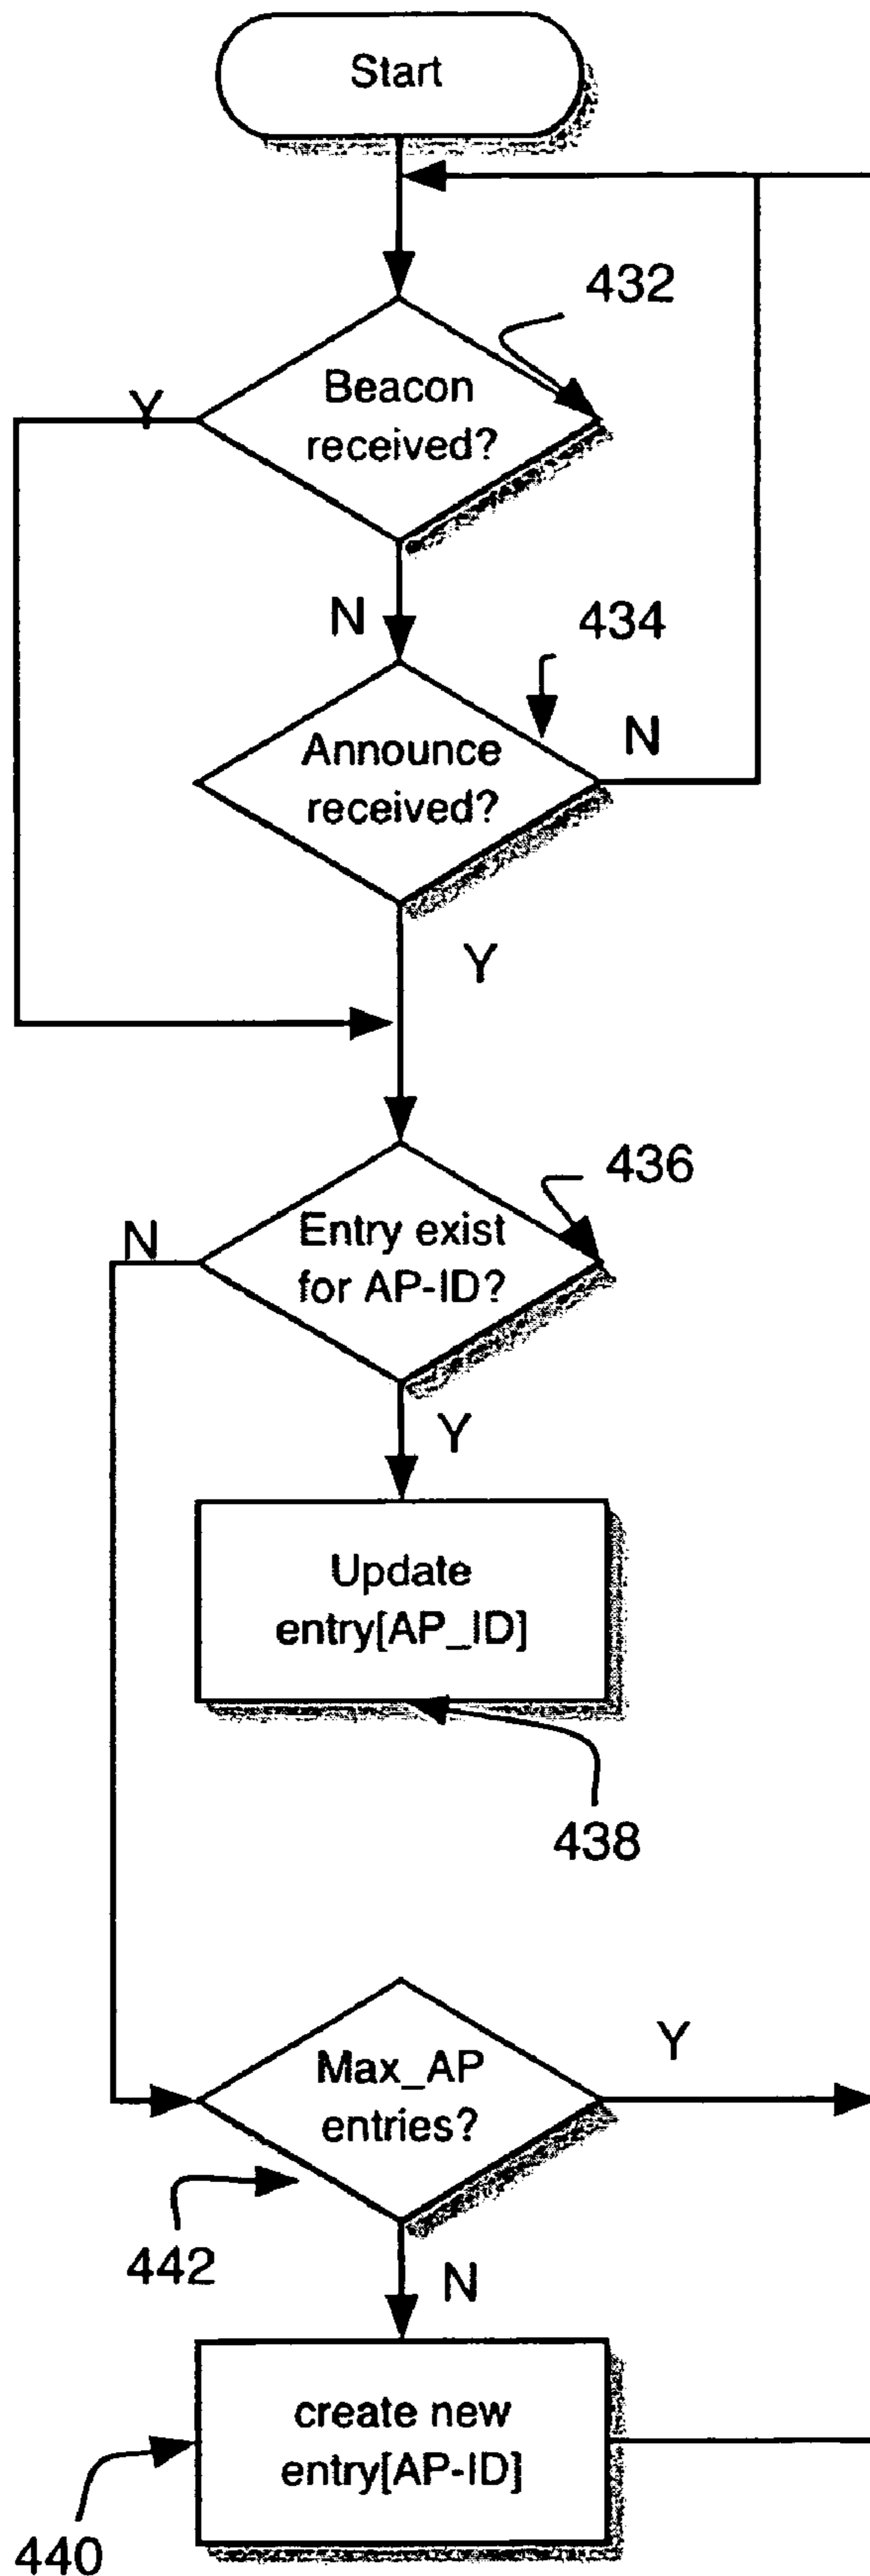 Start
432
Beacon
received?
Y
N
434
Announce
received?
N
Y
436
Entry exist
for AP-ID?
N
Y
Update
entry[AP_ID]
438
Max_AP
entries?
Y
442
N
create new
entry[AP-ID]
440